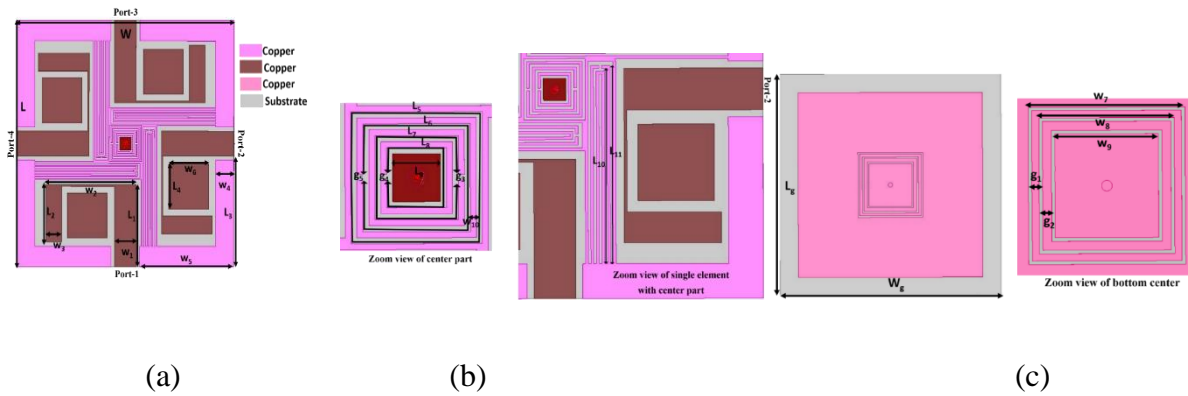 Port-3
W
Copper
Copper
Copper
Substrate
L
Port-4
Port-2
W6
L4
W4
L3
W2
L2
L1
W3
W1
W5
Port-1
L5
L6
L7
L8
g5
g4
g3
W10
Zoom view of center part
L10
L11
Port-2
Zoom view of single element
with center part
Lg
Wg
W7
W8
W9
g1
g2
Zoom view of bottom center
(a)
(b)
(c)